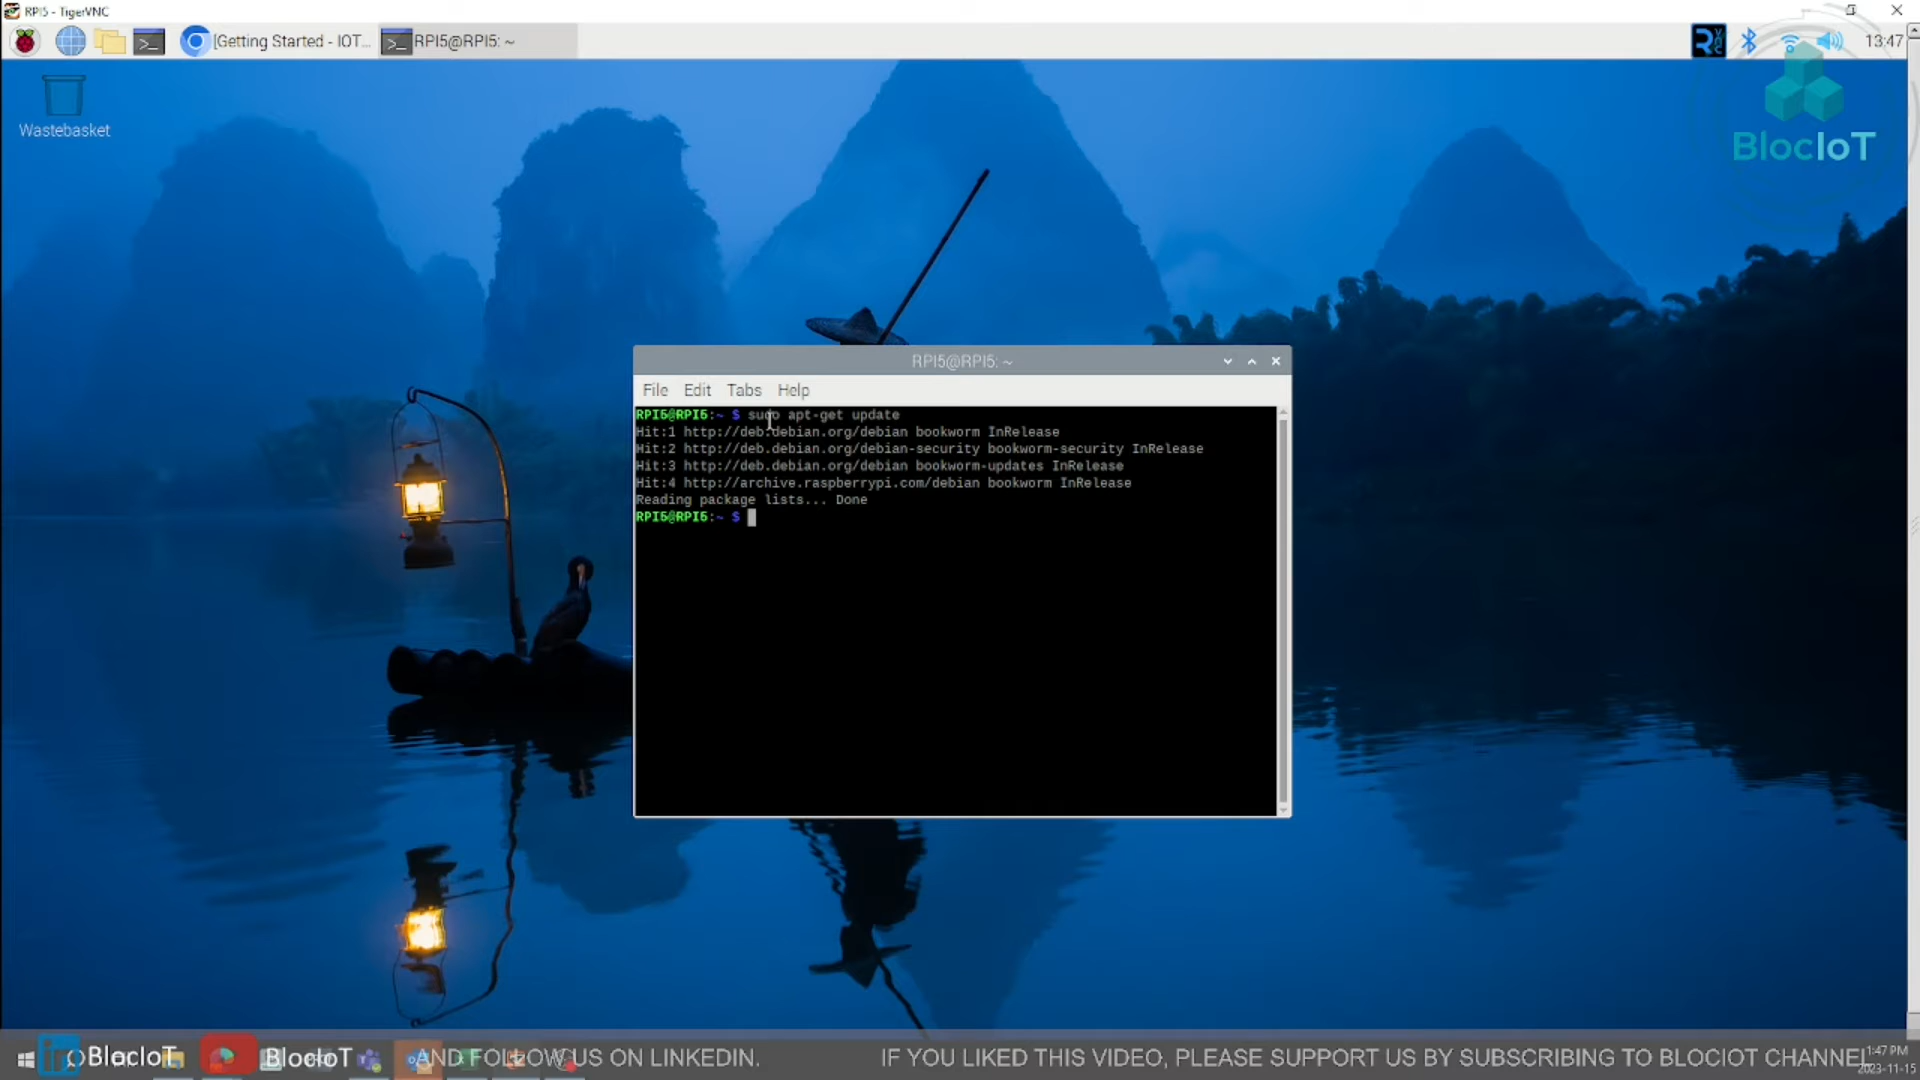 RPI5 - TigerVNC
[Getting Started - IOT...
RPI5@RPI5: ~
13:47
Wastebasket
BlocIoT
RPI5@RPI5: ~
File Edit Tabs Help
RPI5@RPI5:~ $ sudo apt-get update
Hit:1 http://deb.debian.org/debian bookworm InRelease
Hit:2 http://deb.debian.org/debian-security bookworm-security InRelease
Hit:3 http://deb.debian.org/debian bookworm-updates InRelease
Hit:4 http://archive.raspberrypi.com/debian bookworm InRelease
Reading package lists... Done
RPI5@RPI5:~ $
BlocIoT
BlocIoT
AND FOLLOW US ON LINKEDIN.
IF YOU LIKED THIS VIDEO, PLEASE SUPPORT US BY SUBSCRIBING TO BLOCIOT CHANNEL
1:47 PM
2023-11-15